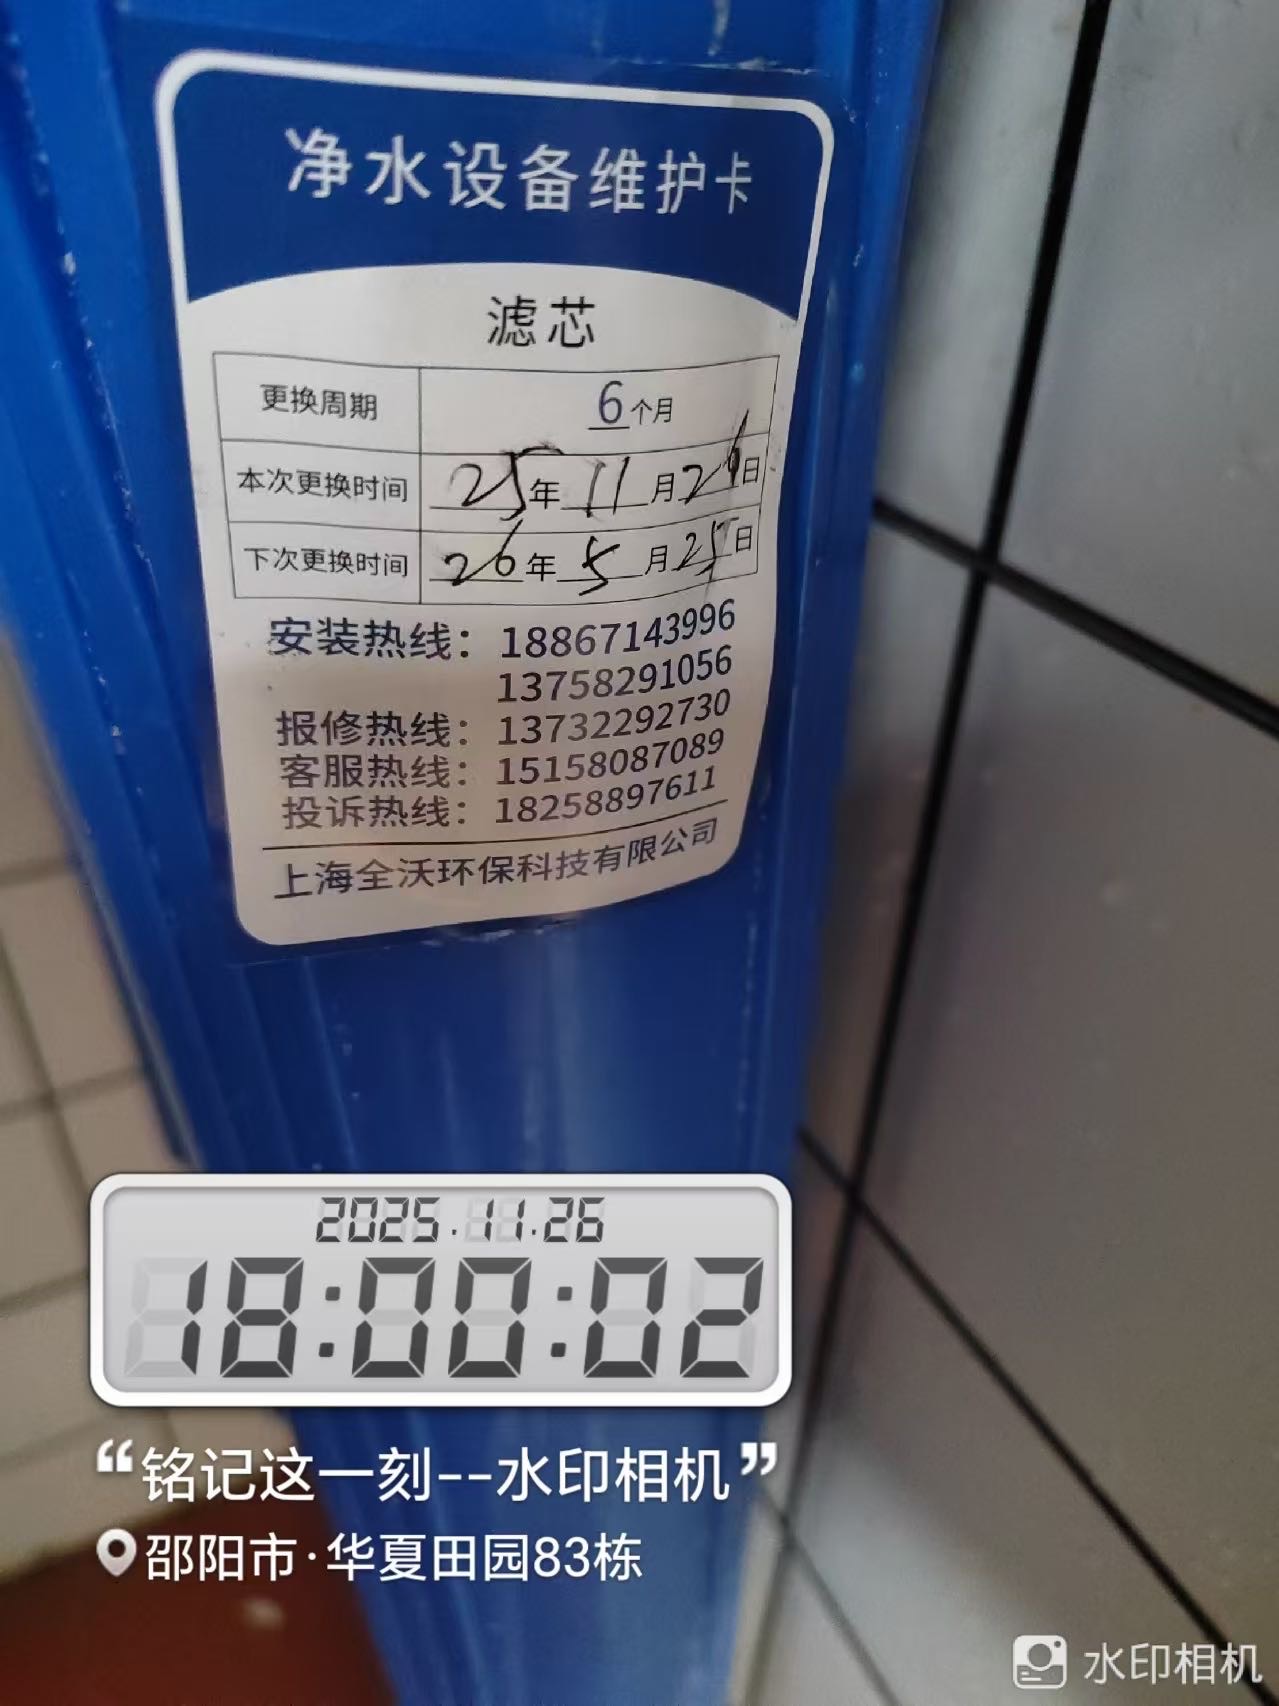 净水设备维护卡
滤芯
更换周期 6个月
本次更换时间 25年11月26日
下次更换时间 26年5月25日
安装热线：18867143996
13758291056
报修热线：13732292730
客服热线：15158087089
投诉热线：18258897611
上海全沃环保科技有限公司
2025.11.26
18:00:02
“铭记这一刻--水印相机”
邵阳市·华夏田园83栋
水印相机